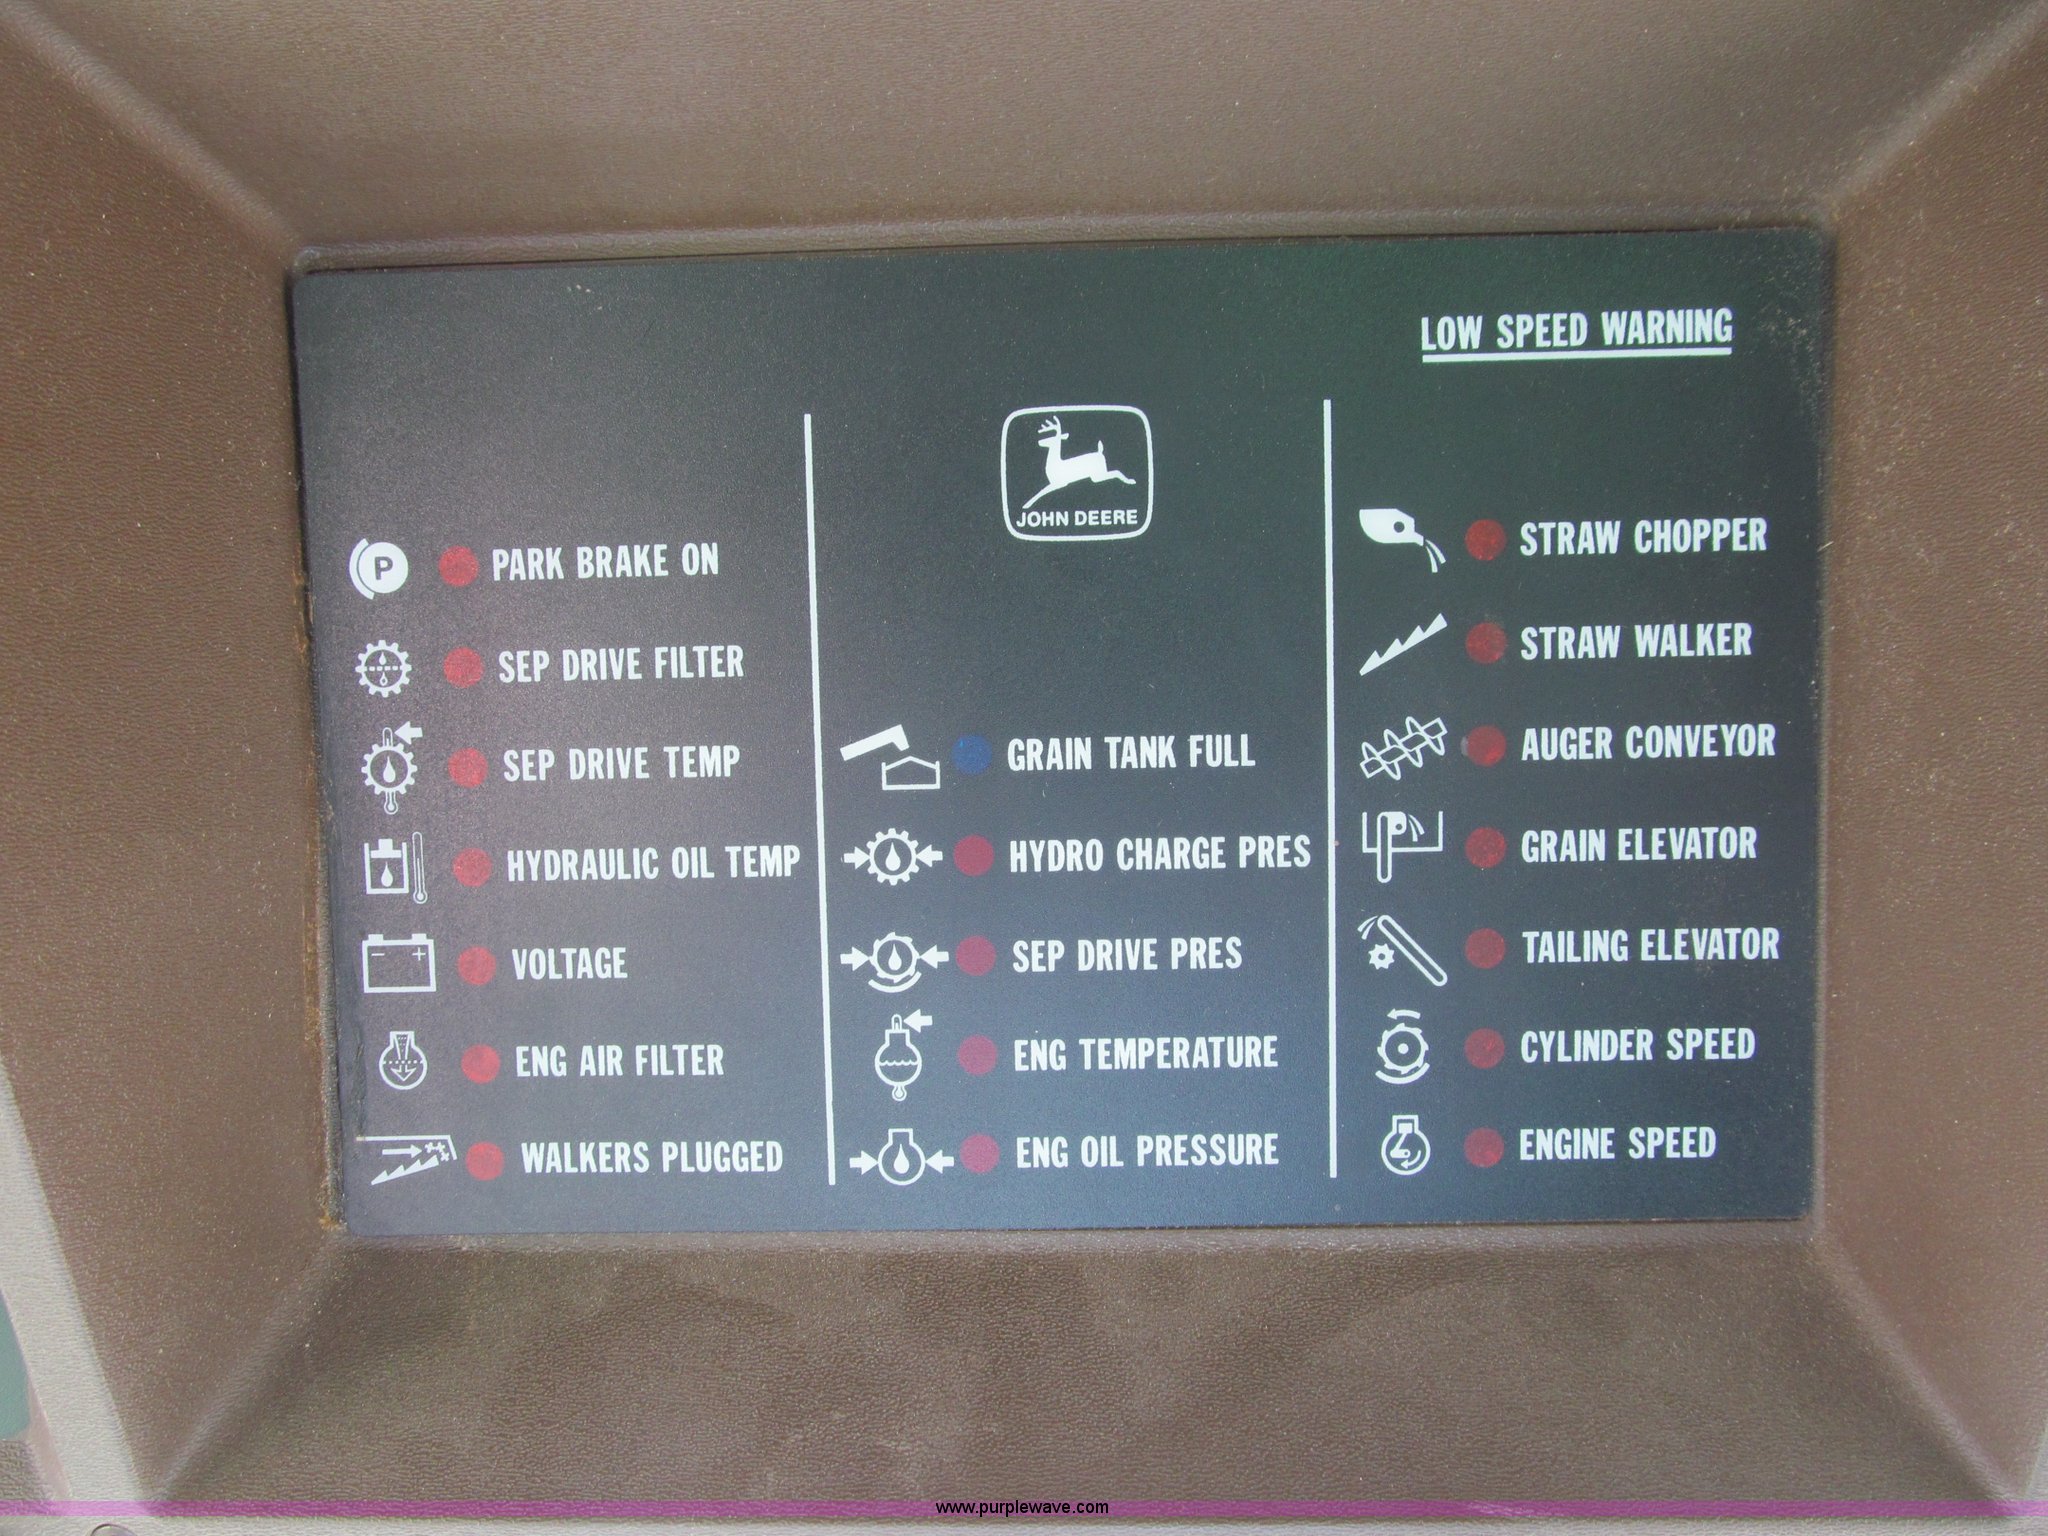 LOW SPEED WARNING
JOHN DEERE
P
PARK BRAKE ON
SEP DRIVE FILTER
SEP DRIVE TEMP
HYDRAULIC OIL TEMP
- +
VOLTAGE
ENG AIR FILTER
WALKERS PLUGGED
GRAIN TANK FULL
HYDRO CHARGE PRES
SEP DRIVE PRES
ENG TEMPERATURE
ENG OIL PRESSURE
STRAW CHOPPER
STRAW WALKER
AUGER CONVEYOR
GRAIN ELEVATOR
TAILING ELEVATOR
CYLINDER SPEED
ENGINE SPEED
www.purplewave.com